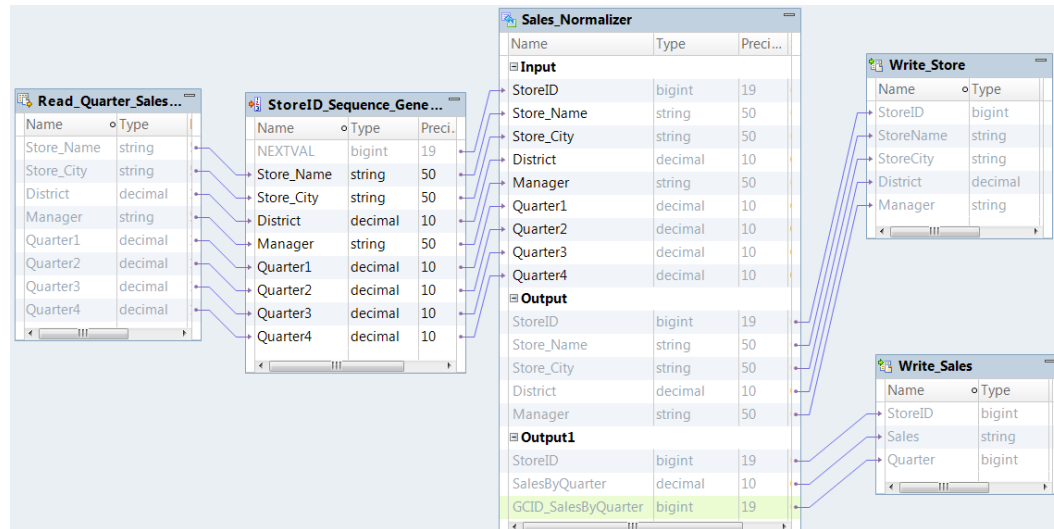 Read_Quarter_Sales...
Name Type
Store_Name string
Store_City string
District decimal
Manager string
Quarter1 decimal
Quarter2 decimal
Quarter3 decimal
Quarter4 decimal
StoreID_Sequence_Gene...
Name Type Preci.
NEXTVAL bigint 19
Store_Name string 50
Store_City string 50
District decimal 10
Manager string 50
Quarter1 decimal 10
Quarter2 decimal 10
Quarter3 decimal 10
Quarter4 decimal 10
Sales_Normalizer
Name Type Preci...
Input
StoreID bigint 19
Store_Name string 50
Store_City string 50
District decimal 10
Manager string 50
Quarter1 decimal 10
Quarter2 decimal 10
Quarter3 decimal 10
Quarter4 decimal 10
Output
StoreID bigint 19
Store_Name string 50
Store_City string 50
District decimal 10
Manager string 50
Output1
StoreID bigint 19
SalesByQuarter decimal 10
GCID_SalesByQuarter bigint 19
Write_Store
Name Type
StoreID bigint
StoreName string
StoreCity string
District decimal
Manager string
Write_Sales
Name Type
StoreID bigint
Sales string
Quarter bigint